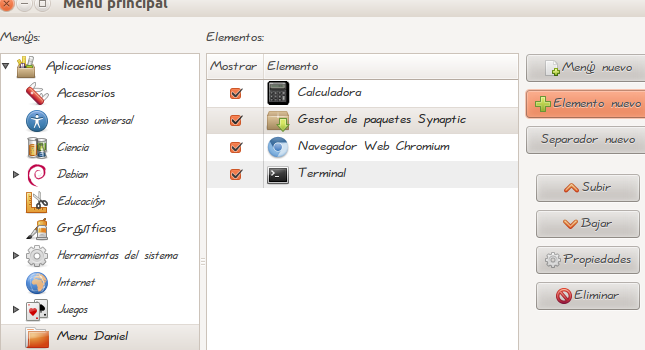 Menú principal
Menús:
Elementos:
Aplicaciones
Accesorios
Acceso universal
Ciencia
Debian
Educación
Gráficos
Herramientas del sistema
Internet
Juegos
Menu Daniel
Mostrar Elemento
Calculadora
Gestor de paquetes Synaptic
Navegador Web Chromium
Terminal
Menú nuevo
Elemento nuevo
Separador nuevo
Subir
Bajar
Propiedades
Eliminar